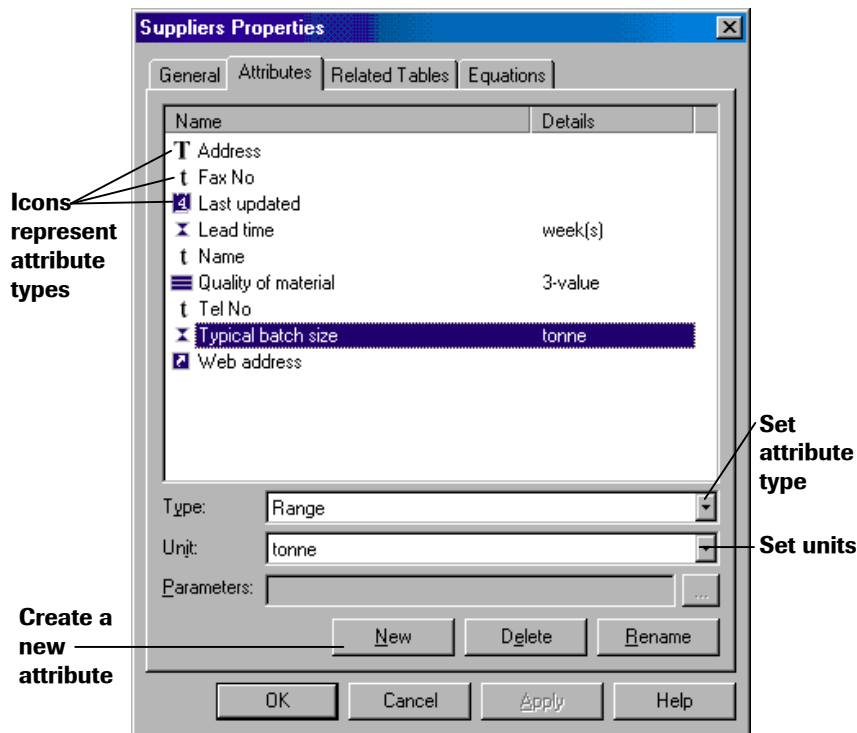 Suppliers Properties
General Attributes Related Tables Equations
Name Details
T Address
t Fax No
4 Last updated
Lead time week(s)
t Name
Quality of material 3-value
t Tel No
Typical batch size tonne
Web address
Icons
represent
attribute
types
Set
attribute
type
Type: Range
Unit: tonne
Set units
Parameters: ...
Create a
new
attribute
New Delete Rename
OK Cancel Apply Help